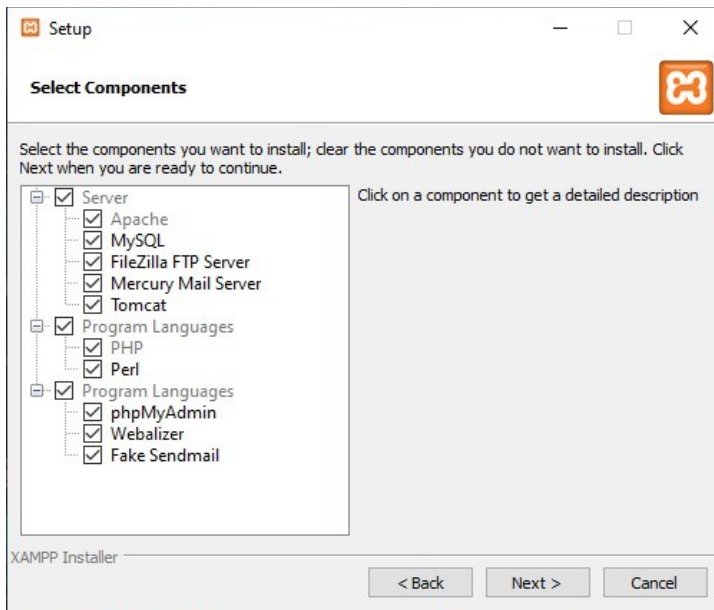 Setup
Select Components
Select the components you want to install; clear the components you do not want to install. Click
Next when you are ready to continue.
Server
Apache
MySQL
FileZilla FTP Server
Mercury Mail Server
Tomcat
Program Languages
PHP
Perl
Program Languages
phpMyAdmin
Webalizer
Fake Sendmail
Click on a component to get a detailed description
XAMPP Installer
< Back
Next >
Cancel